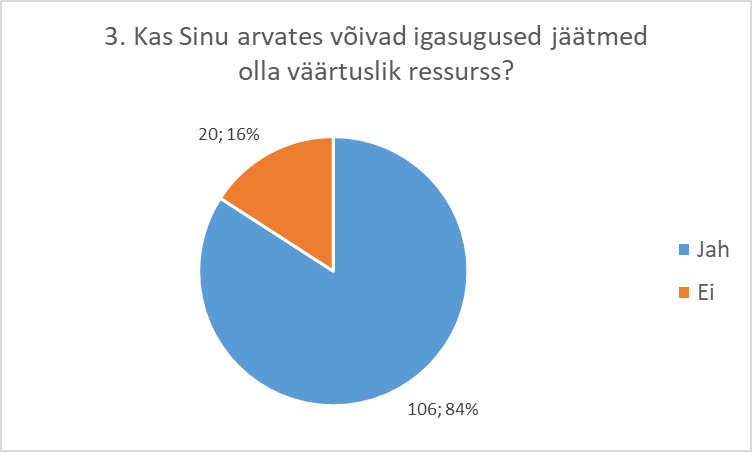 3. Kas Sinu arvates võivad igasugused jäätmed
olla väärtuslik ressurss?
20; 16%
Jah
Ei
106; 84%